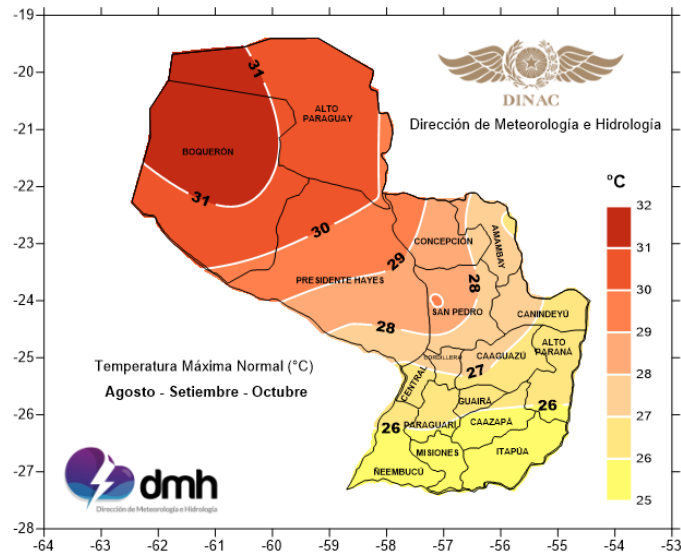 -19
-20
-21
-22
-23
-24
-25
-26
-27
-28
-64
-63
-62
-61
-60
-59
-58
-57
-56
-55
-54
-53
DINAC
Dirección de Meteorología e Hidrología
°C
32
31
30
29
28
27
26
25
31
ALTO
PARAGUAY
BOQUERÓN
31
30
29
CONCEPCIÓN
AMAMBAY
PRESIDENTE HAYES
28
SAN PEDRO
28
CANINDEYÚ
ALTO
PARANÁ
CORDILLERA
CAAGUAZÚ
27
CENTRAL
GUAIRÁ
26
26
PARAGUARÍ
CAAZAPÁ
MISIONES
ITAPÚA
ÑEEMBUCÚ
Temperatura Máxima Normal (°C)
Agosto - Setiembre - Octubre
dmh
Dirección de Meteorología e Hidrología